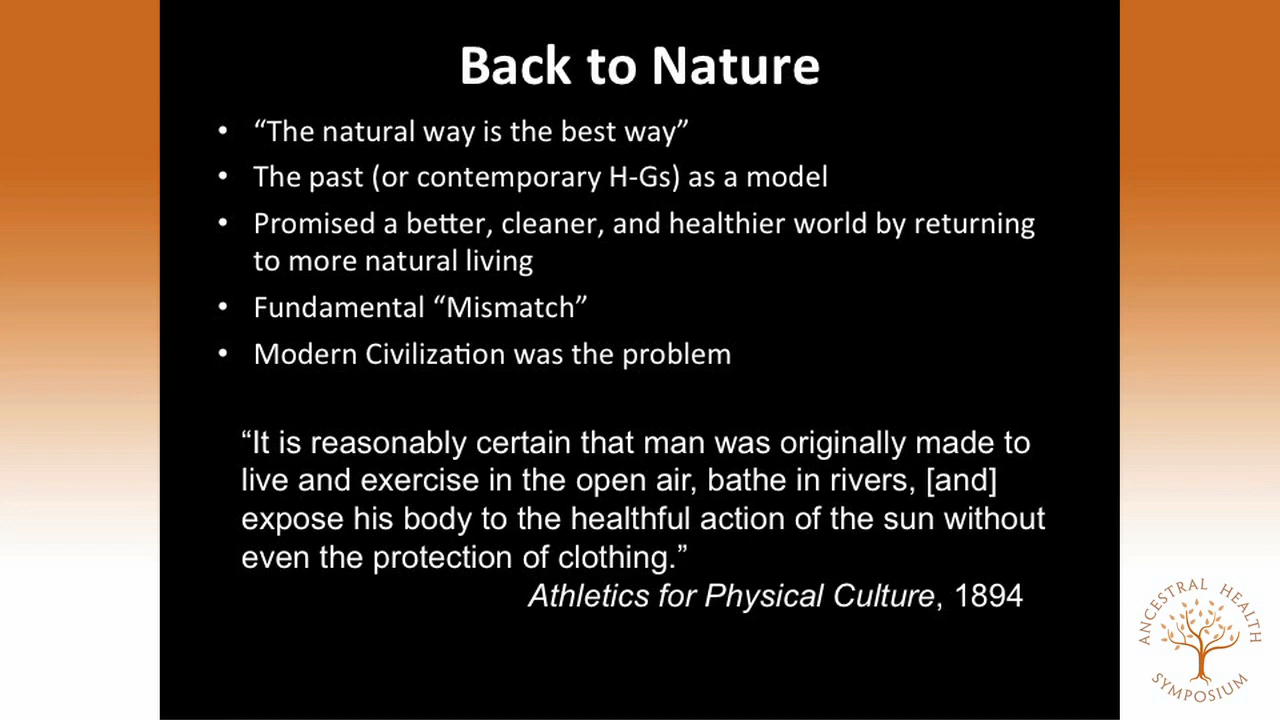 Back to Nature
• “The natural way is the best way”
• The past (or contemporary H-Gs) as a model
• Promised a better, cleaner, and healthier world by returning
to more natural living
• Fundamental “Mismatch”
• Modern Civilization was the problem
“It is reasonably certain that man was originally made to
live and exercise in the open air, bathe in rivers, [and]
expose his body to the healthful action of the sun without
even the protection of clothing.”
Athletics for Physical Culture, 1894
ANCESTRAL HEALTH
SYMPOSIUM